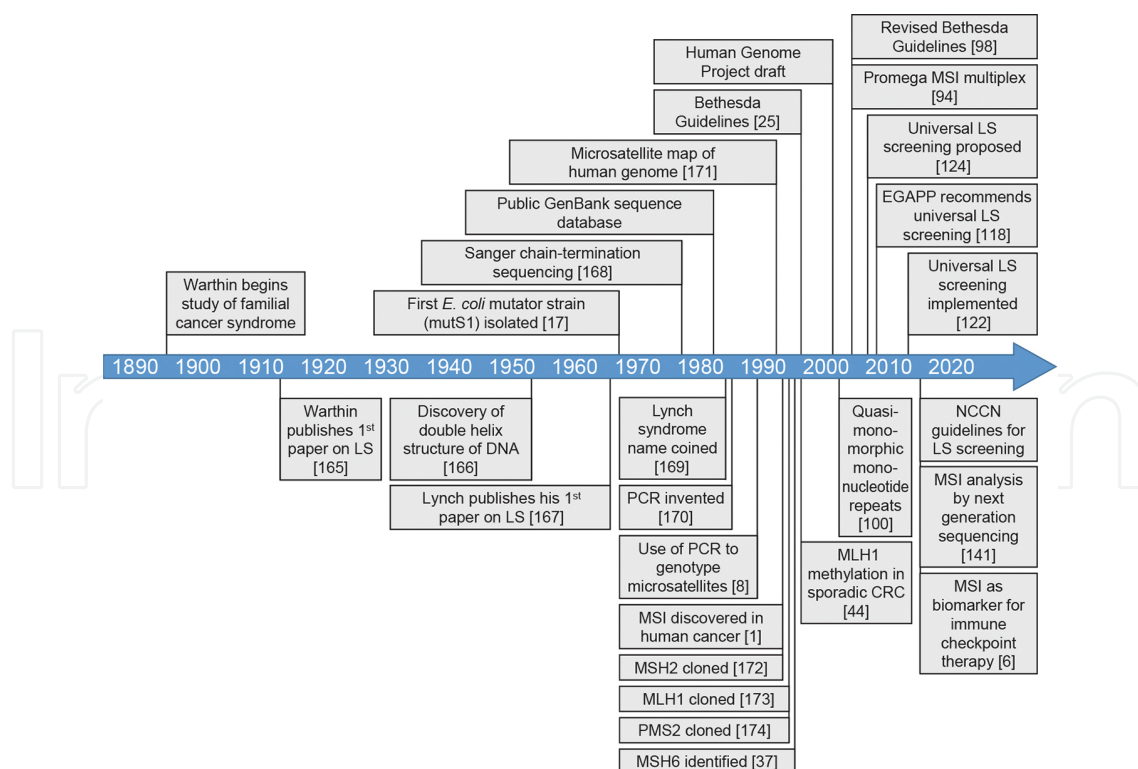 Revised Bethesda
Guidelines [98]
Human Genome
Project draft
Promega MSI multiplex
[94]
Bethesda
Guidelines [25]
Universal LS
screening proposed
[124]
Microsatellite map of
human genome [171]
EGAPP recommends
universal LS
screening [118]
Public GenBank sequence
database
Sanger chain-termination
sequencing [168]
Universal LS
screening
implemented
[122]
Warthin begins
study of familial
cancer syndrome
First E. coli mutator strain
(mutS1) isolated [17]
1890 1900 1910 1920 1930 1940 1950 1960 1970 1980 1990 2000 2010 2020
Warthin
publishes 1st
paper on LS
[165]
Discovery of
double helix
structure of DNA
[166]
Lynch publishes his 1st
paper on LS [167]
Lynch
syndrome
name coined
[169]
PCR invented
[170]
Use of PCR to
genotype
microsatellites [8]
MSI discovered in
human cancer [1]
MSH2 cloned [172]
MLH1 cloned [173]
PMS2 cloned [174]
MSH6 identified [37]
Quasi-
mono-
morphic
mono-
nucleotide
repeats
[100]
MLH1
methylation in
sporadic CRC
[44]
NCCN
guidelines for
LS screening
MSI analysis
by next
generation
sequencing
[141]
MSI as
biomarker for
immune
checkpoint
therapy [6]